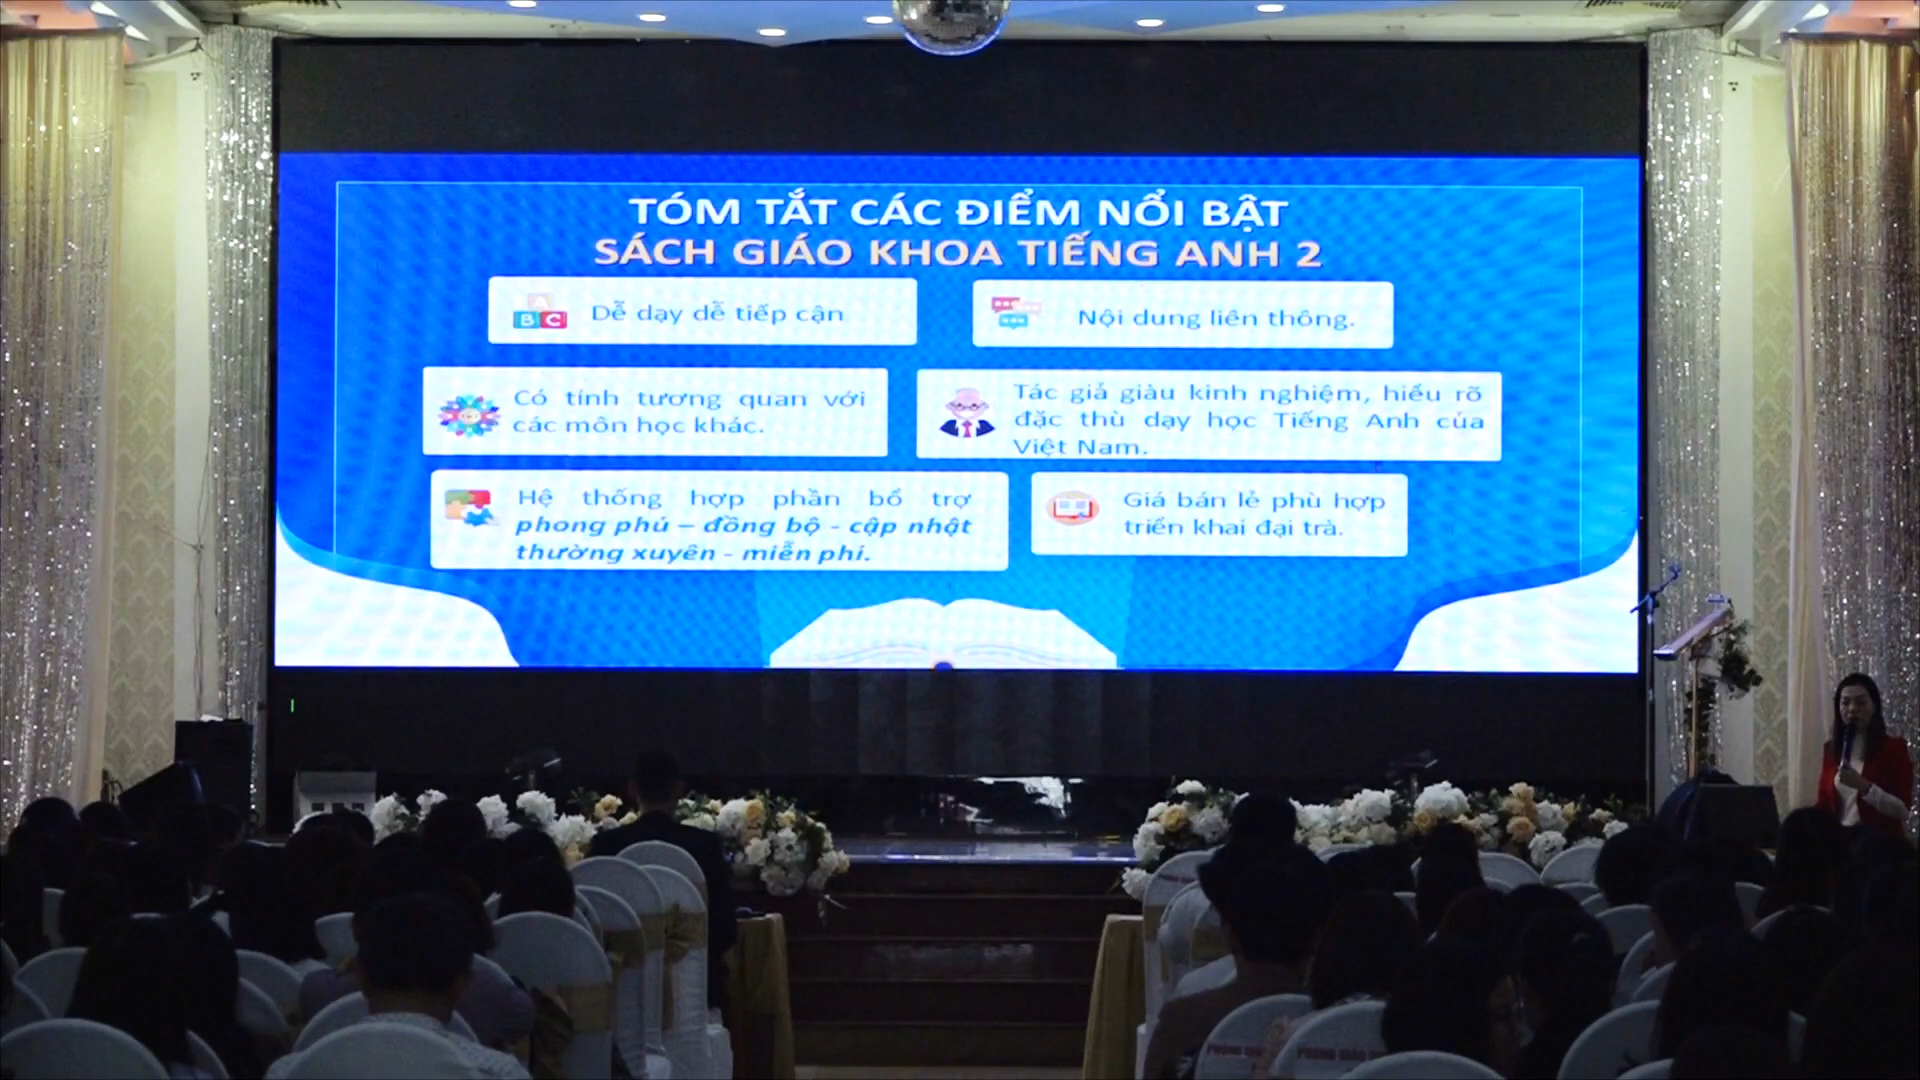 TÓM TẮT CÁC ĐIỂM NỔI BẬT
SÁCH GIÁO KHOA TIẾNG ANH 2
A
B C
Dễ dạy dễ tiếp cận
Nội dung liên thông.
Có tính tương quan với
các môn học khác.
Tác giả giàu kinh nghiệm, hiểu rõ
đặc thù dạy học Tiếng Anh của
Việt Nam.
Hệ thống hợp phần bổ trợ
phong phú – đồng bộ - cập nhật
thường xuyên - miễn phí.
Giá bán lẻ phù hợp
triển khai đại trà.